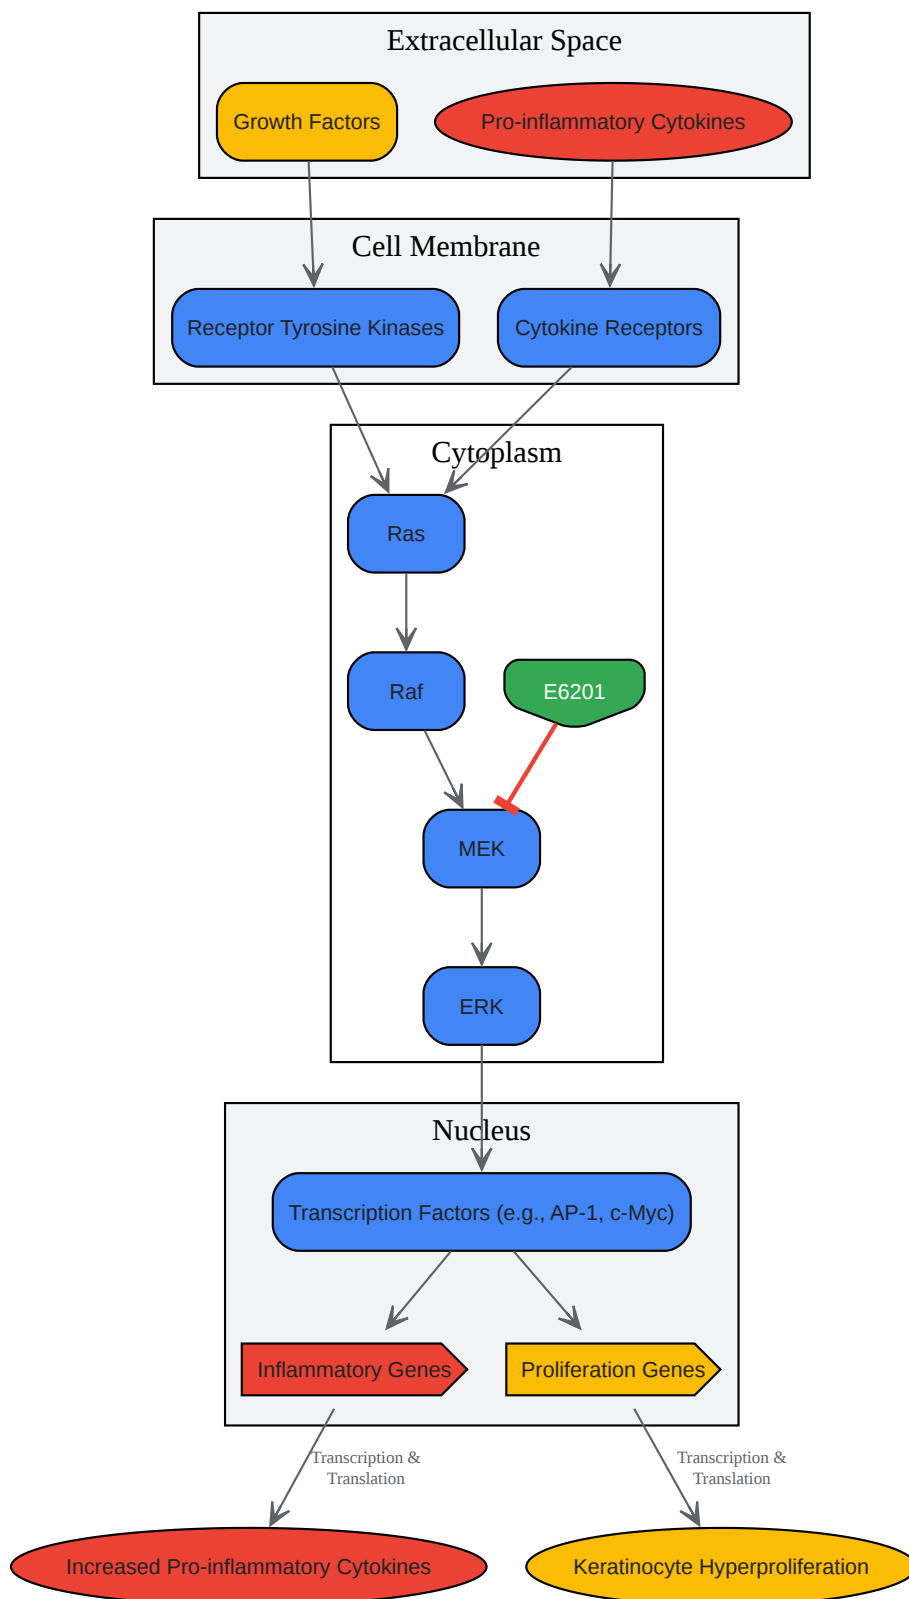 Extracellular Space
Growth Factors
Pro-inflammatory Cytokines
Cell Membrane
Receptor Tyrosine Kinases
Cytokine Receptors
Cytoplasm
Ras
Raf
E6201
MEK
ERK
Nucleus
Transcription Factors (e.g., AP-1, c-Myc)
Inflammatory Genes
Proliferation Genes
Transcription &
Translation
Transcription &
Translation
Increased Pro-inflammatory Cytokines
Keratinocyte Hyperproliferation